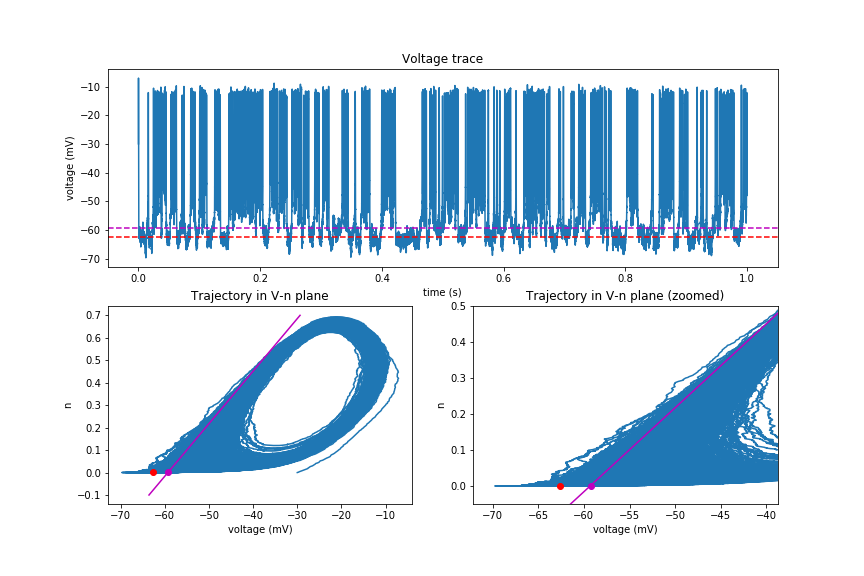 Voltage trace
voltage (mV)
−10
−20
−30
−40
−50
−60
−70
0.0 0.2 0.4 0.6 0.8 1.0
time (s)
Trajectory in V-n plane
n
0.7
0.6
0.5
0.4
0.3
0.2
0.1
0.0
−0.1
−70 −60 −50 −40 −30 −20 −10
voltage (mV)
Trajectory in V-n plane (zoomed)
n
0.5
0.4
0.3
0.2
0.1
0.0
−70 −65 −60 −55 −50 −45 −40
voltage (mV)